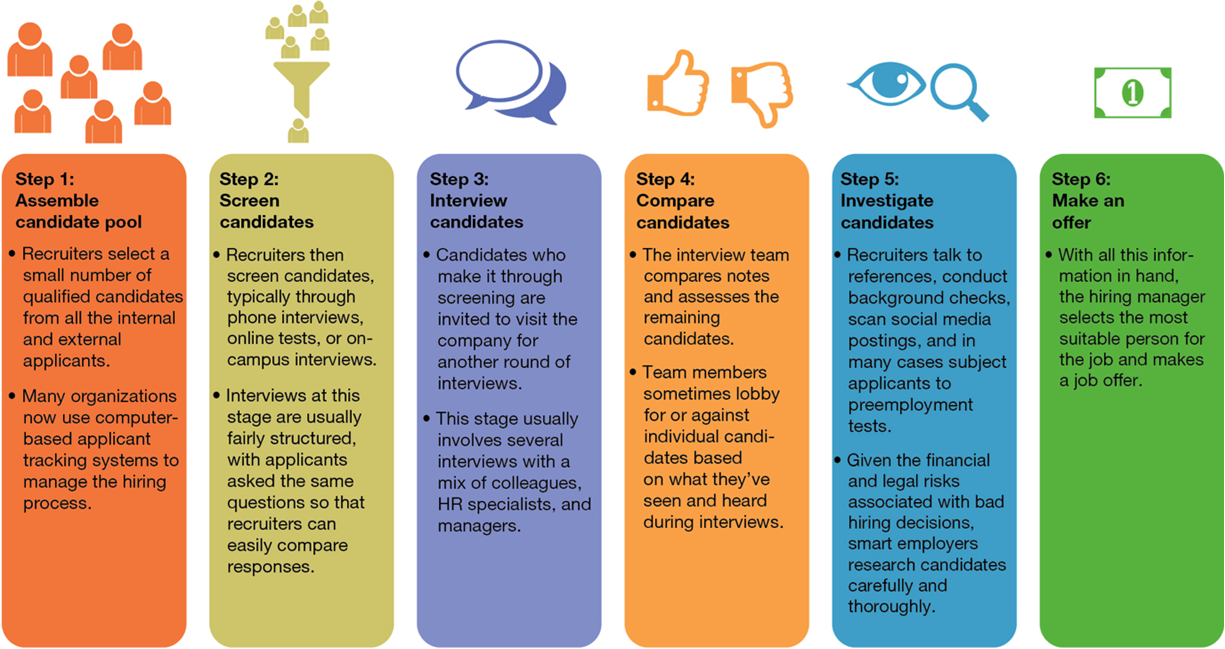 1
Step 1:
Assemble
candidate pool
• Recruiters select a
small number of
qualified candidates
from all the internal
and external
applicants.
• Many organizations
now use computer-
based applicant
tracking systems to
manage the hiring
process.
Step 2:
Screen
candidates
• Recruiters then
screen candidates,
typically through
phone interviews,
online tests, or on-
campus interviews.
• Interviews at this
stage are usually
fairly structured,
with applicants
asked the same
questions so that
recruiters can
easily compare
responses.
Step 3:
Interview
candidates
• Candidates who
make it through
screening are
invited to visit the
company for
another round of
interviews.
• This stage usually
involves several
interviews with a
mix of colleagues,
HR specialists, and
managers.
Step 4:
Compare
candidates
• The interview team
compares notes
and assesses the
remaining
candidates.
• Team members
sometimes lobby
for or against
individual candi-
dates based
on what they’ve
seen and heard
during interviews.
Step 5:
Investigate
candidates
• Recruiters talk to
references, conduct
background checks,
scan social media
postings, and in
many cases subject
applicants to
preemployment
tests.
• Given the financial
and legal risks
associated with bad
hiring decisions,
smart employers
research candidates
carefully and
thoroughly.
Step 6:
Make an
offer
• With all this infor-
mation in hand,
the hiring manager
selects the most
suitable person for
the job and makes
a job offer.